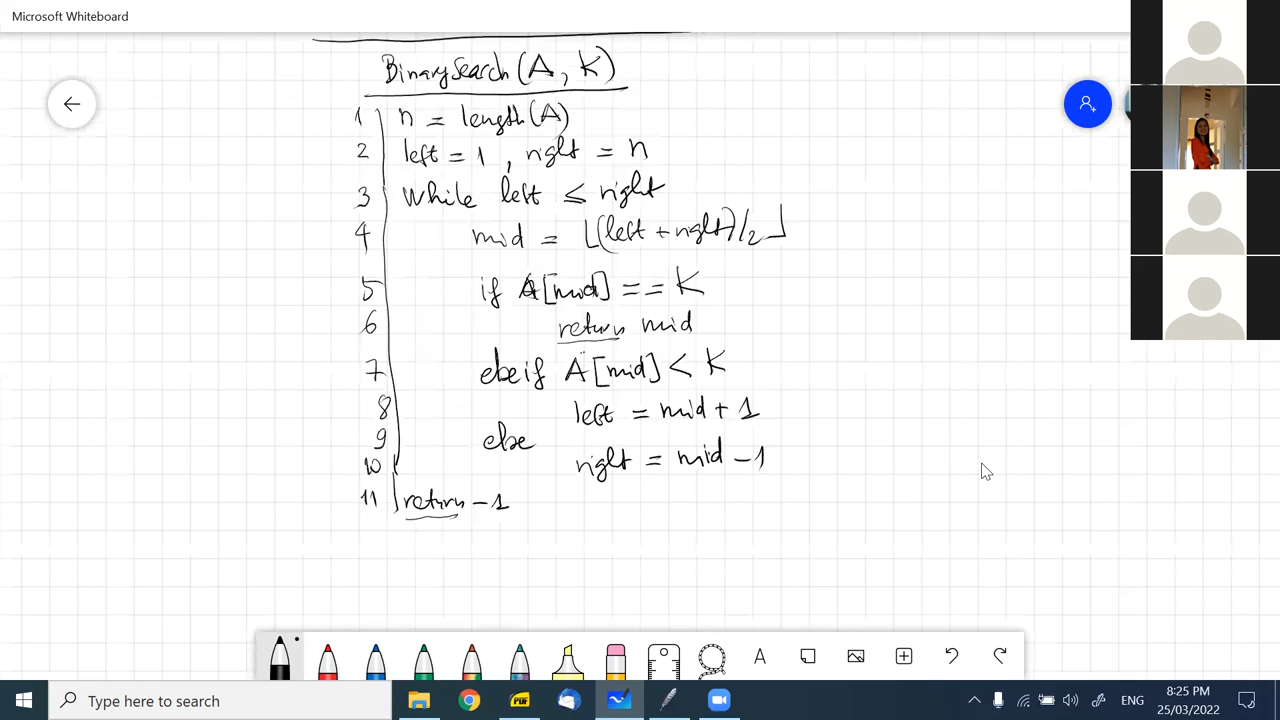 Microsoft Whiteboard
BinarySearch(A, K)
1 n = length(A)
2 left = 1, right = n
3 While left ≤ right
4 mid = ⌊(left + right)/2⌋
5 if A[mid] == K
6 return mid
7 elseif A[mid] < K
8 left = mid + 1
9 else
10 right = mid - 1
11 return -1
A
Type here to search
PDF
ENG
8:25 PM
25/03/2022